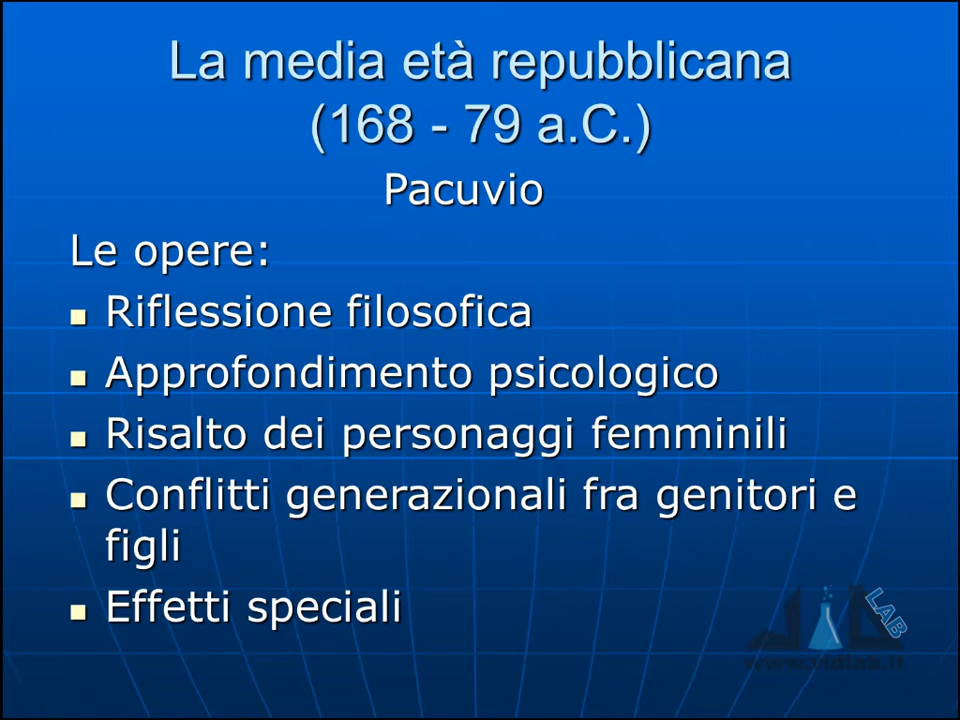 La media età repubblicana
(168 - 79 a.C.)
Pacuvio
Le opere:
Riflessione filosofica
Approfondimento psicologico
Risalto dei personaggi femminili
Conflitti generazionali fra genitori e
figli
Effetti speciali
LAB